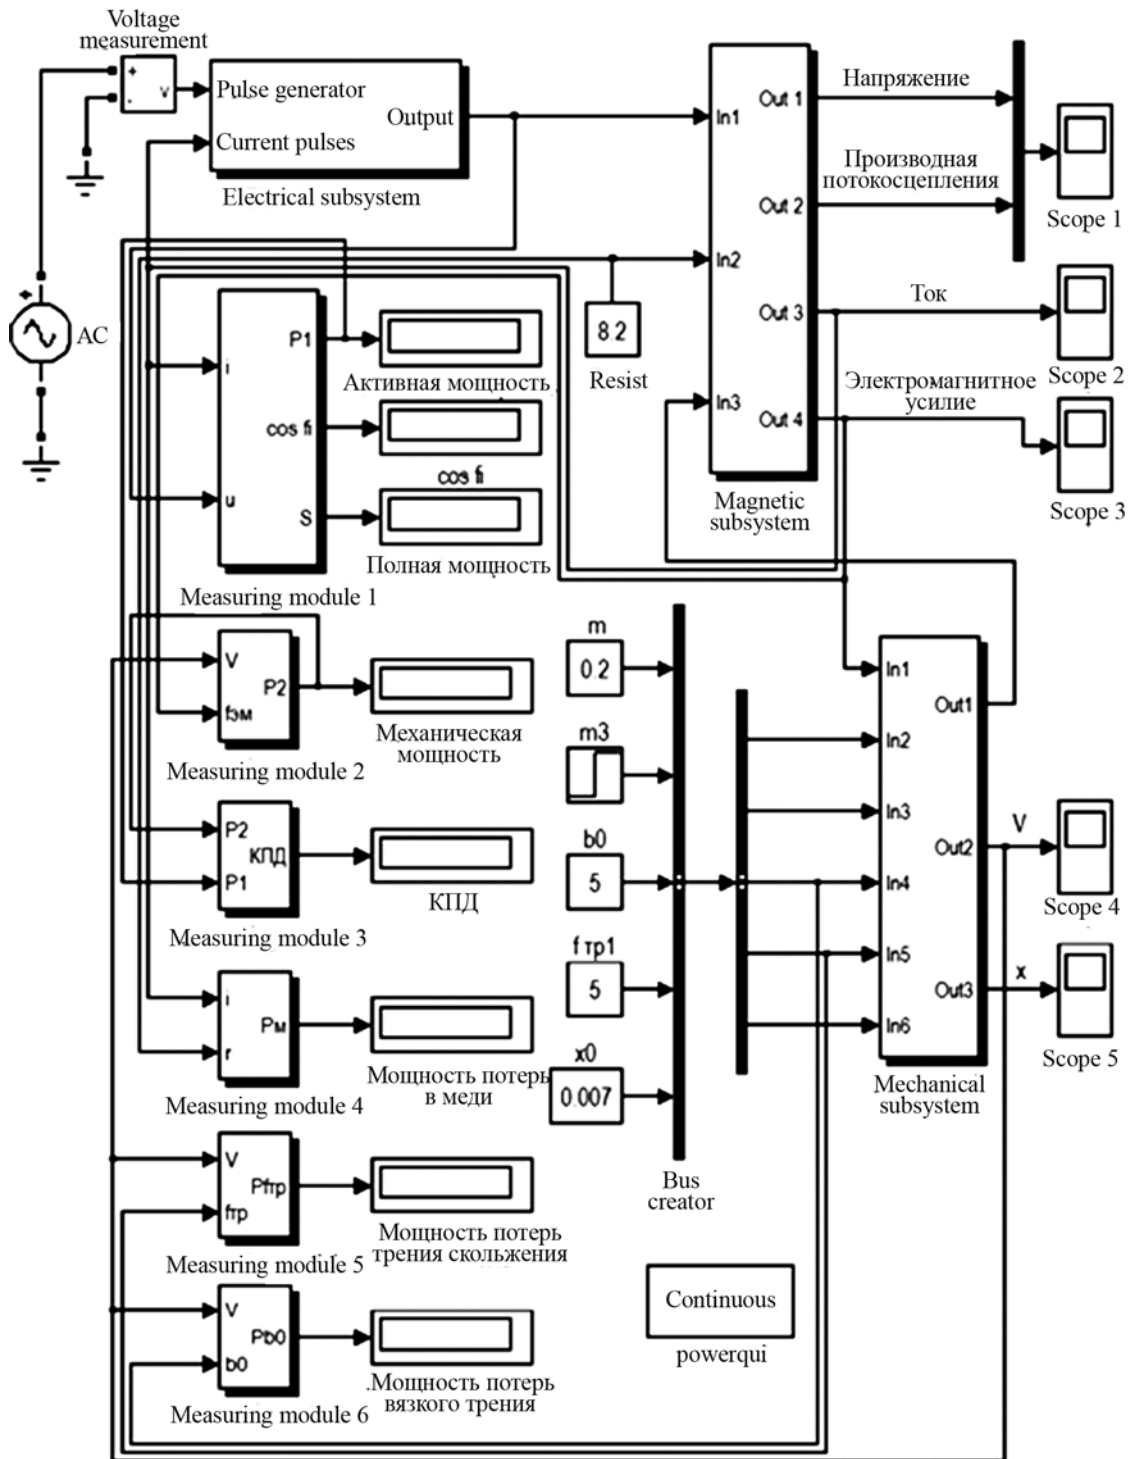 Voltage
measurement
+
-
v
Pulse generator
Current pulses
Output
Electrical subsystem
In1
In2
In3
Out 1
Out 2
Out 3
Out 4
Magnetic
subsystem
Напряжение
Производная
потокосцепления
Scope 1
Ток
Scope 2
Электромагнитное
усилие
Scope 3
+
AC
8.2
Resist
i
u
P1
cos fi
S
Measuring module 1
Активная мощность
cos fi
Полная мощность
V
fэм
P2
Measuring module 2
Механическая
мощность
P2
P1
КПД
Measuring module 3
КПД
i
r
Pм
Measuring module 4
Мощность потерь
в меди
V
fтр
Pfтр
Measuring module 5
Мощность потерь
трения скольжения
V
b0
Pb0
Measuring module 6
.Мощность потерь
вязкого трения
m
0.2
m3
b0
5
f тр1
5
x0
0.007
Bus
creator
In1
In2
In3
In4
In5
In6
Out1
Out2
Out3
Mechanical
subsystem
V
Scope 4
x
Scope 5
Continuous
powerqui